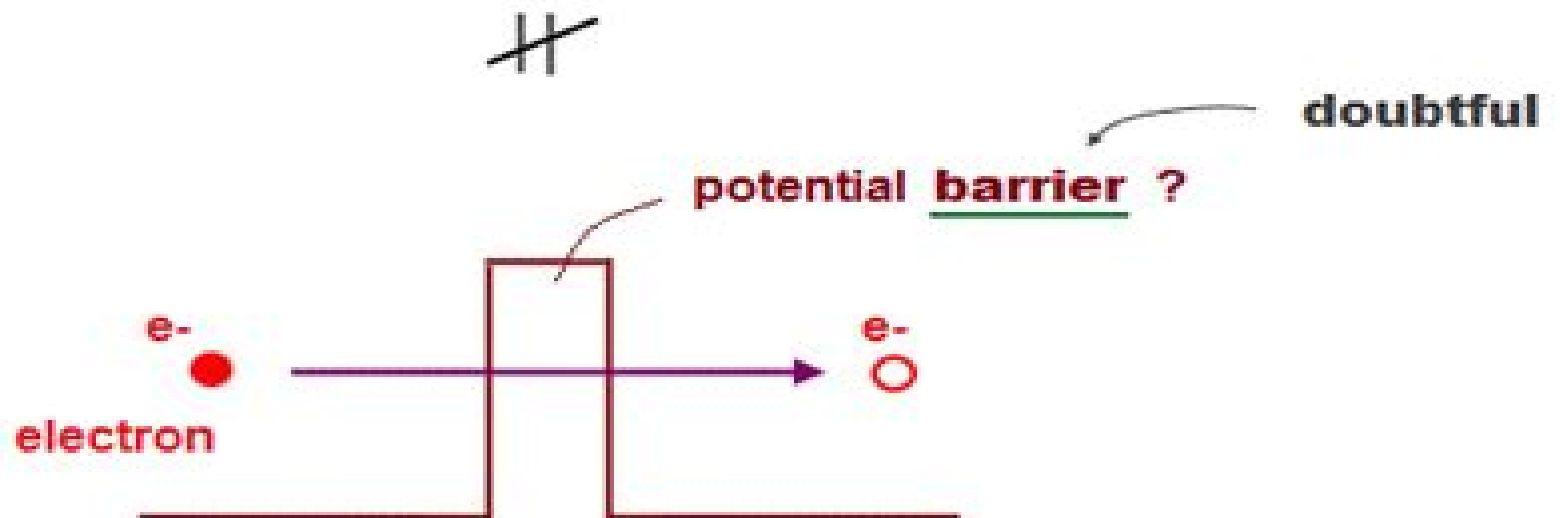 doubtful
potential barrier ?
e-
e-
electron